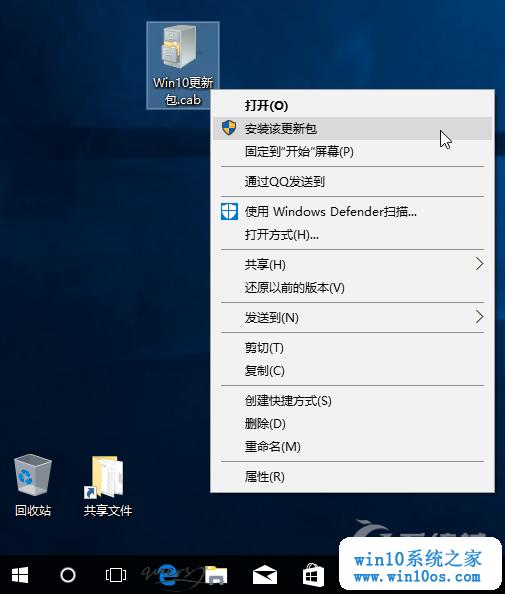 Win10更新
包.cab
打开(O)
安装该更新包
固定到"开始"屏幕(P)
通过QQ发送到
使用 Windows Defender扫描...
打开方式(H)...
共享(H)
还原以前的版本(V)
发送到(N)
剪切(T)
复制(C)
创建快捷方式(S)
删除(D)
重命名(M)
属性(R)
回收站
共享文件
win10系统之家
www.win10os.com